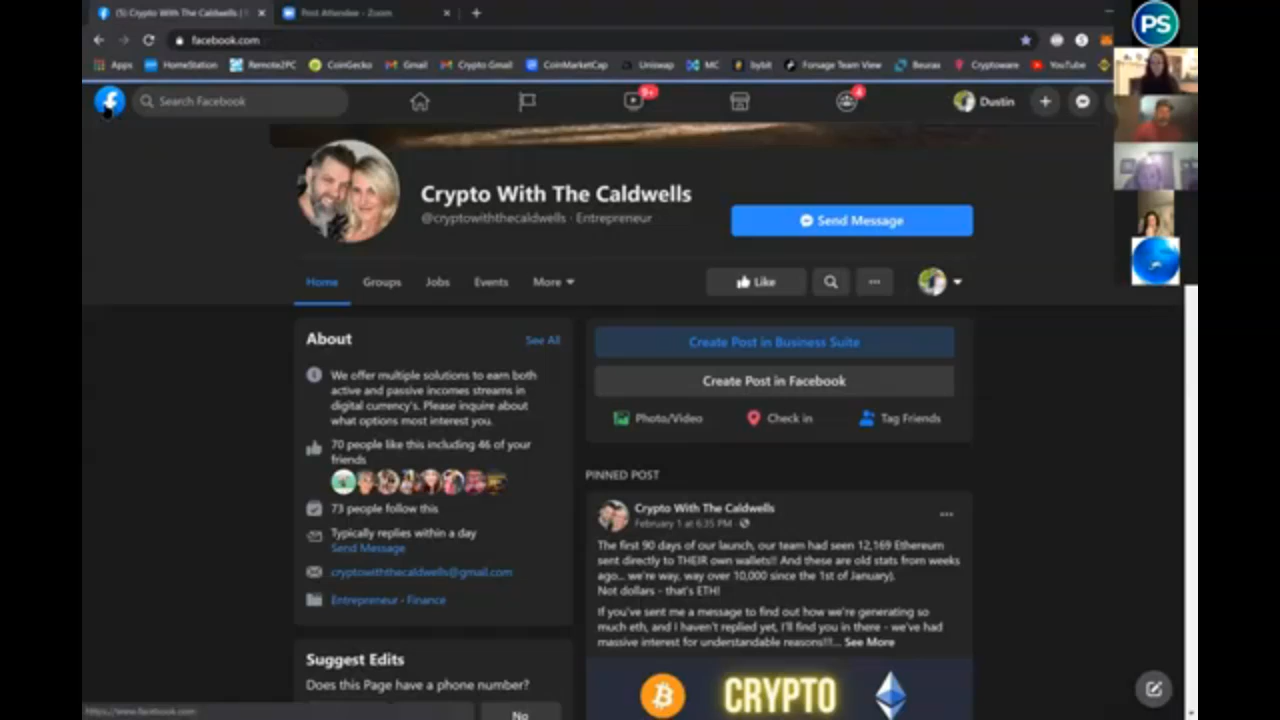 (5) Crypto With The Caldwells |
Post Attendee - Zoom
facebook.com
Apps HomeStation Remote2PC CoinGecko Gmail Crypto Gmail CoinMarketCap Uniswap MC bybit Forsage Team View Beurax Cryptoware YouTube
PS
Search Facebook
9+
4
Dustin
Crypto With The Caldwells
@cryptowiththecaldwells · Entrepreneur
Send Message
Home Groups Jobs Events More
Like
About
See All
We offer multiple solutions to earn both
active and passive incomes streams in
digital currency's. Please inquire about
what options most interest you.
70 people like this including 46 of your
friends
73 people follow this
Typically replies within a day
Send Message
cryptowiththecaldwells@gmail.com
Entrepreneur · Finance
Suggest Edits
Does this Page have a phone number?
No
Create Post in Business Suite
Create Post in Facebook
Photo/Video Check in Tag Friends
PINNED POST
Crypto With The Caldwells
February 1 at 6:35 PM ·
The first 90 days of our launch, our team had seen 12,169 Ethereum
sent directly to THEIR own wallets!! And these are old stats from weeks
ago... we're way, way over 10,000 since the 1st of January).
Not dollars - that's ETH!
If you've sent me a message to find out how we're generating so
much eth, and I haven't replied yet, I'll find you in there - we've had
massive interest for understandable reasons!!!... See More
CRYPTO
https://www.facebook.com